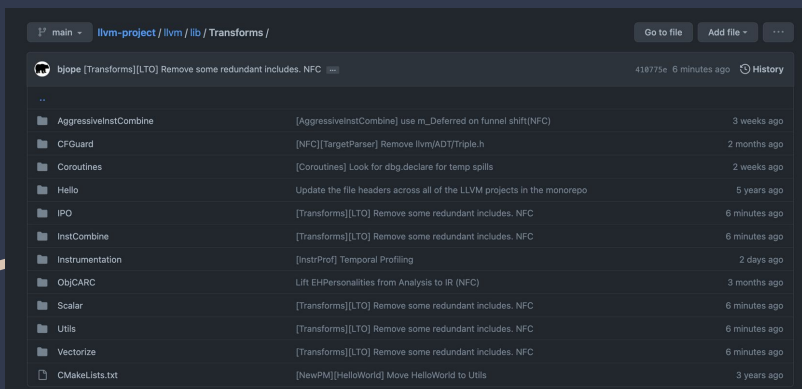 main llvm-project / llvm / lib / Transforms / Go to file Add file ...
bjope [Transforms][LTO] Remove some redundant includes. NFC ... 410775e 6 minutes ago History
..
AggressiveInstCombine [AggressiveInstCombine] use m_Deferred on funnel shift(NFC) 3 weeks ago
CFGuard [NFC][TargetParser] Remove llvm/ADT/Triple.h 2 months ago
Coroutines [Coroutines] Look for dbg.declare for temp spills 2 weeks ago
Hello Update the file headers across all of the LLVM projects in the monorepo 5 years ago
IPO [Transforms][LTO] Remove some redundant includes. NFC 6 minutes ago
InstCombine [Transforms][LTO] Remove some redundant includes. NFC 6 minutes ago
Instrumentation [InstrProf] Temporal Profiling 2 days ago
ObjCARC Lift EHPersonalities from Analysis to IR (NFC) 3 months ago
Scalar [Transforms][LTO] Remove some redundant includes. NFC 6 minutes ago
Utils [Transforms][LTO] Remove some redundant includes. NFC 6 minutes ago
Vectorize [Transforms][LTO] Remove some redundant includes. NFC 6 minutes ago
CMakeLists.txt [NewPM][HelloWorld] Move HelloWorld to Utils 3 years ago